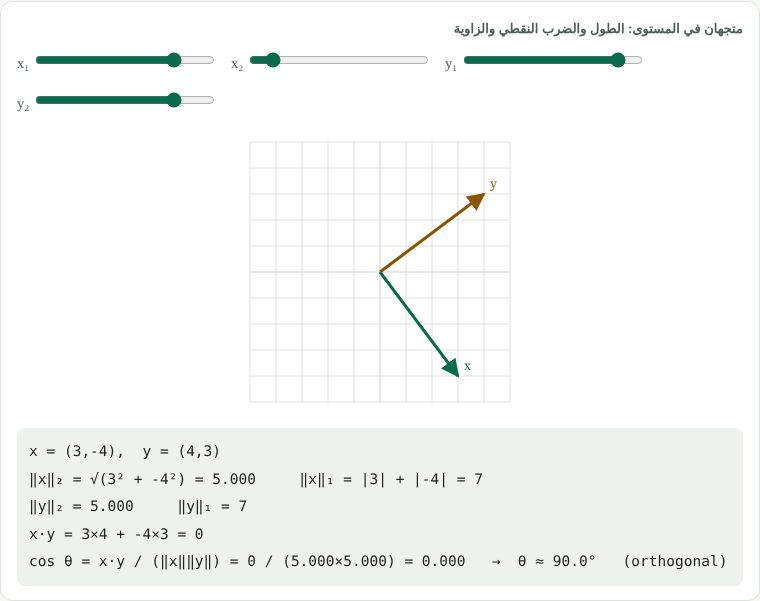 متجهان في المستوى: الطول والضرب النقطي والزاوية
x₁ x₂ y₁
y₂
y
x
x = (3,-4),  y = (4,3)
‖x‖₂ = √(3² + -4²) = 5.000     ‖x‖₁ = |3| + |-4| = 7
‖y‖₂ = 5.000     ‖y‖₁ = 7
x·y = 3×4 + -4×3 = 0
cos θ = x·y / (‖x‖‖y‖) = 0 / (5.000×5.000) = 0.000   →  θ ≈ 90.0°   (orthogonal)